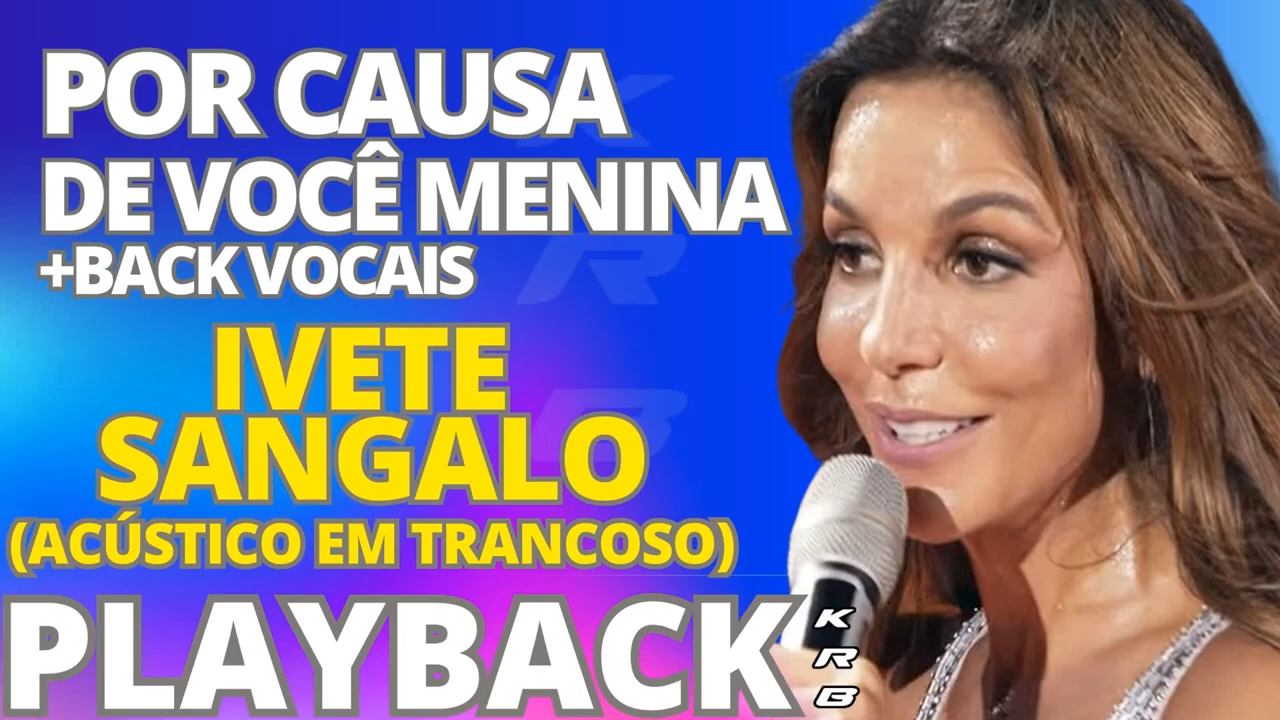 POR CAUSA
DE VOCÊ MENINA
+BACK VOCAIS
IVETE
SANGALO
(ACÚSTICO EM TRANCOSO)
PLAYBACK
K
R
B
K
R
B